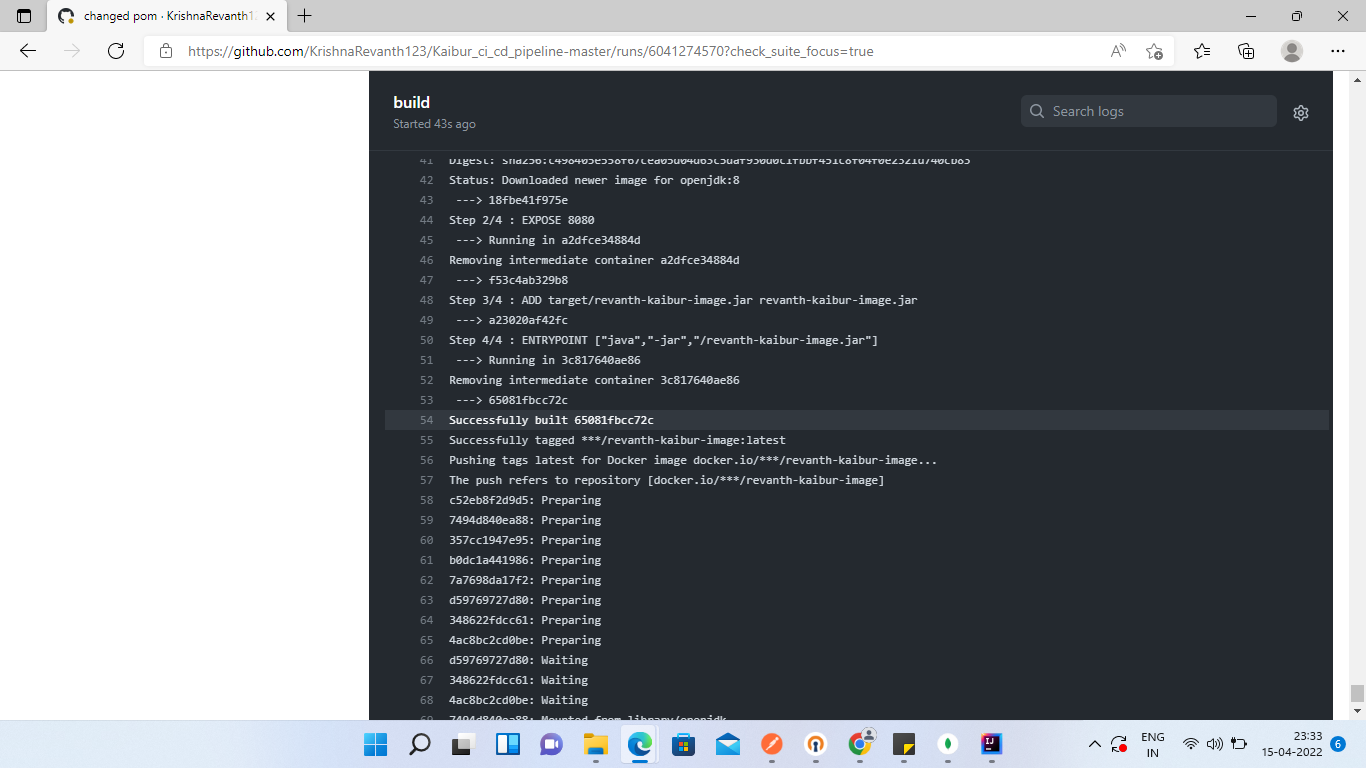 changed pom · KrishnaRevanth12
https://github.com/KrishnaRevanth123/Kaibur_ci_cd_pipeline-master/runs/6041274570?check_suite_focus=true
build
Started 43s ago
Search logs
41 Digest:
42 Status: Downloaded newer image for openjdk:8
43 ---> 18fbe41f975e
44 Step 2/4 : EXPOSE 8080
45 ---> Running in a2dfce34884d
46 Removing intermediate container a2dfce34884d
47 ---> f53c4ab329b8
48 Step 3/4 : ADD target/revanth-kaibur-image.jar revanth-kaibur-image.jar
49 ---> a23020af42fc
50 Step 4/4 : ENTRYPOINT ["java","-jar","/revanth-kaibur-image.jar"]
51 ---> Running in 3c817640ae86
52 Removing intermediate container 3c817640ae86
53 ---> 65081fbcc72c
54 Successfully built 65081fbcc72c
55 Successfully tagged ***/revanth-kaibur-image:latest
56 Pushing tags latest for Docker image docker.io/***/revanth-kaibur-image...
57 The push refers to repository [docker.io/***/revanth-kaibur-image]
58 c52eb8f2d9d5: Preparing
59 7494d840ea88: Preparing
60 357cc1947e95: Preparing
61 b0dc1a441986: Preparing
62 7a7698da17f2: Preparing
63 d59769727d80: Preparing
64 348622fdcc61: Preparing
65 4ac8bc2cd0be: Preparing
66 d59769727d80: Waiting
67 348622fdcc61: Waiting
68 4ac8bc2cd0be: Waiting
69 7494d840ea88: Mounted from library/openjdk
ENG
IN
23:33
15-04-2022
6